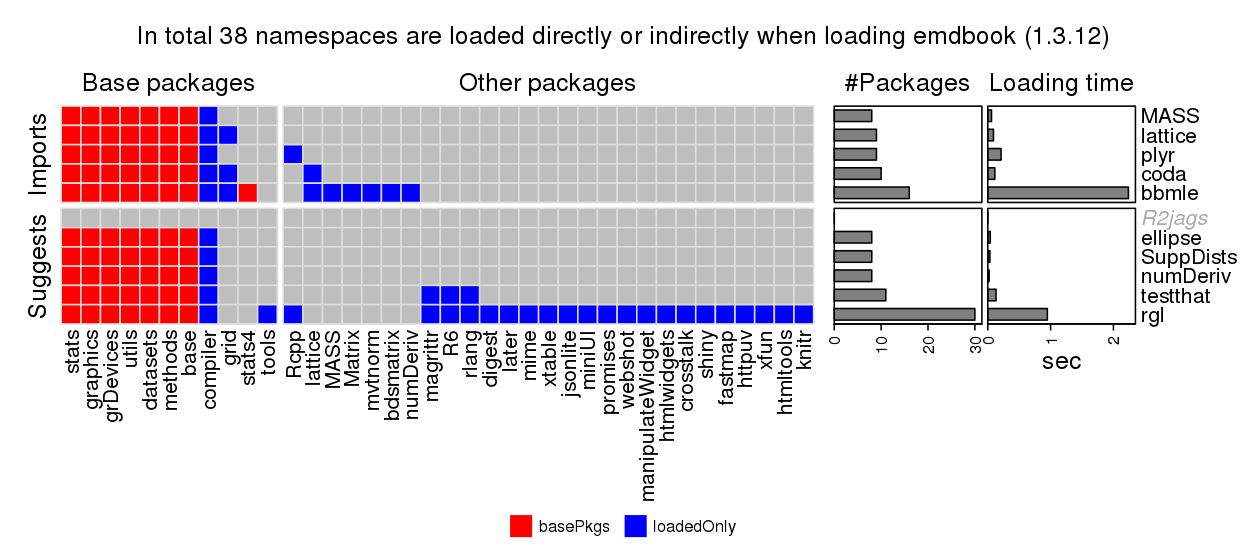 In total 38 namespaces are loaded directly or indirectly when loading emdbook (1.3.12)
Base packages
Other packages
#Packages
Loading time
Imports
MASS
lattice
plyr
coda
bbmle
Suggests
R2jags
ellipse
SuppDists
numDeriv
testthat
rgl
stats
graphics
grDevices
utils
datasets
methods
base
compiler
grid
stats4
tools
Rcpp
lattice
MASS
Matrix
mvtnorm
bdsmatrix
numDeriv
magrittr
R6
rlang
digest
later
mime
xtable
jsonlite
miniUI
promises
webshot
manipulateWidget
htmlwidgets
crosstalk
shiny
fastmap
httpuv
xfun
htmltools
knitr
0 10 20 30
0 1 2
sec
basePkgs
loadedOnly